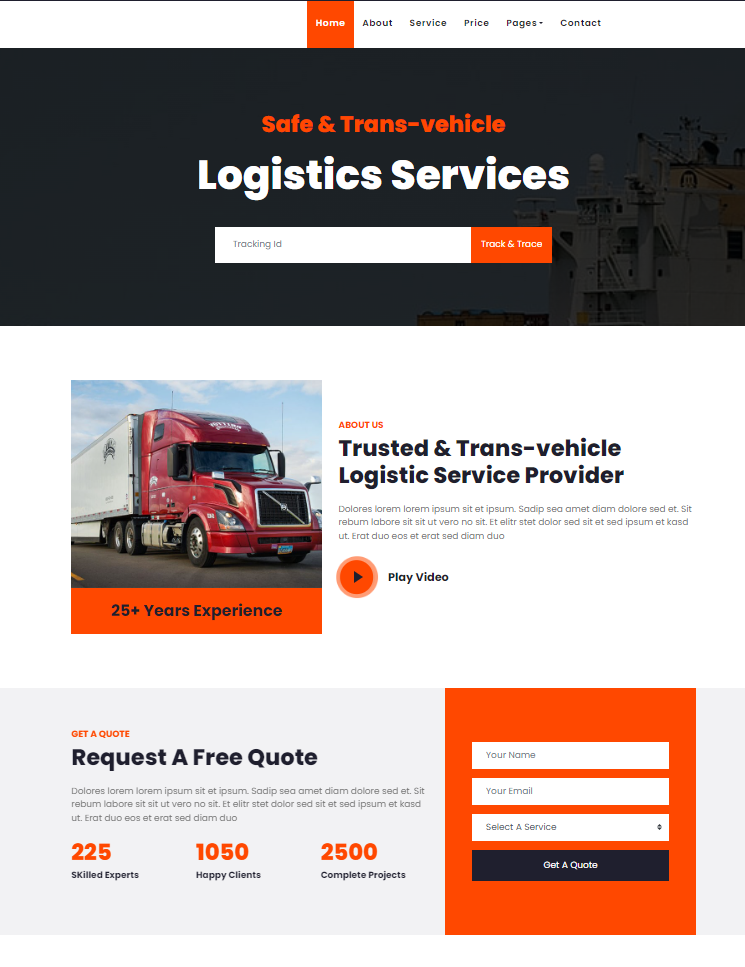 Home About Service Price Pages Contact
Safe & Trans-vehicle
Logistics Services
Tracking Id Track & Trace
25+ Years Experience
ABOUT US
Trusted & Trans-vehicle
Logistic Service Provider
Dolores lorem lorem ipsum sit et ipsum. Sadip sea amet diam dolore sed et. Sit
rebum labore sit sit ut vero no sit. Et elitr stet dolor sed sit et sed ipsum et kasd
ut. Erat duo eos et erat sed diam duo
Play Video
GET A QUOTE
Request A Free Quote
Dolores lorem lorem ipsum sit et ipsum. Sadip sea amet diam dolore sed et. Sit
rebum labore sit sit ut vero no sit. Et elitr stet dolor sed sit et sed ipsum et kasd
ut. Erat duo eos et erat sed diam duo
225 1050 2500
SKilled Experts Happy Clients Complete Projects
Your Name
Your Email
Select A Service
Get A Quote